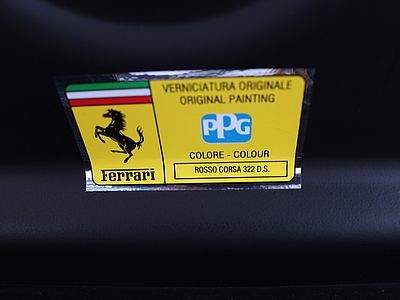 VERNICIATURA ORIGINALE
ORIGINAL PAINTING
PPG
COLORE - COLOUR
ROSSO CORSA 322 D.S.
Ferrari